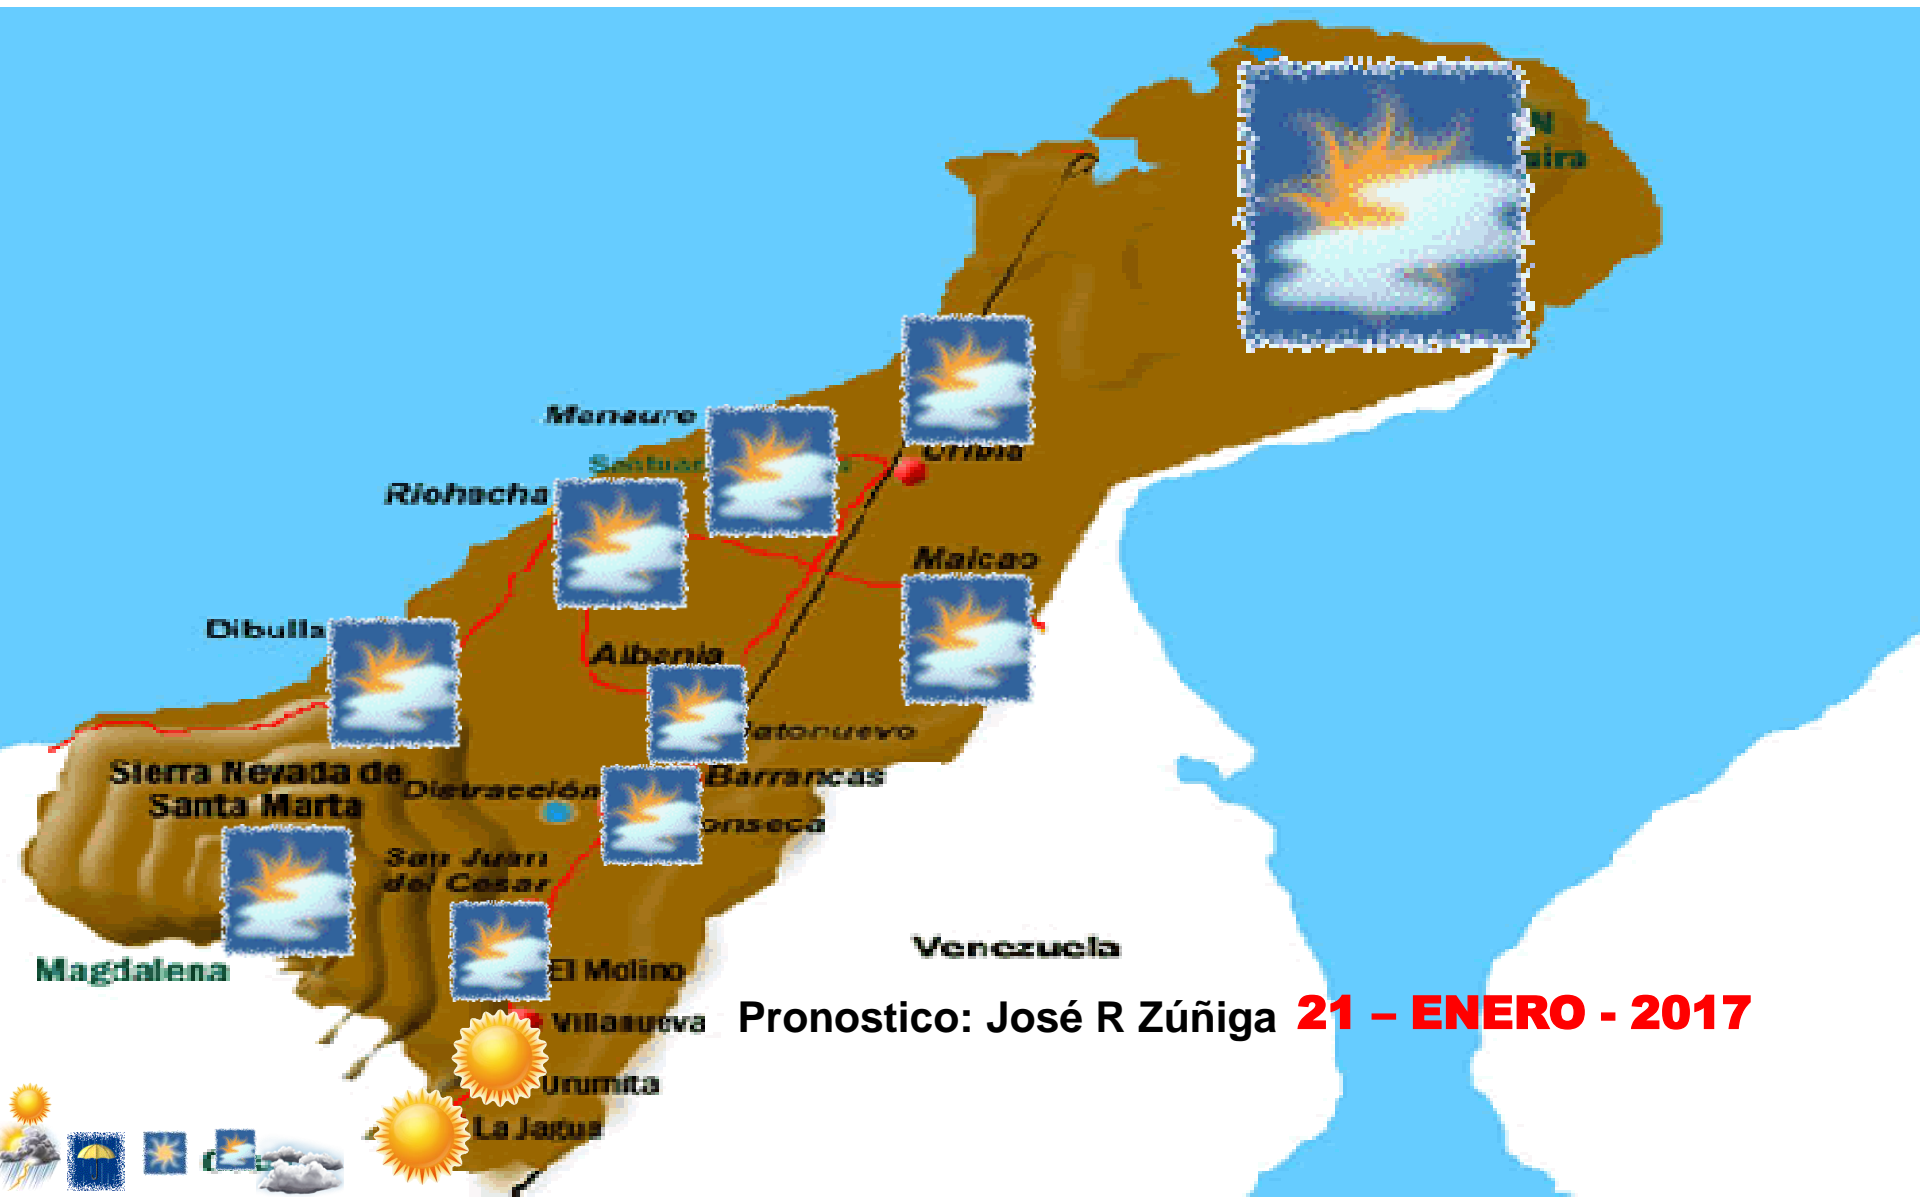 Manaure
Riohacha
Uribia
Maicao
Dibulla
Albania
Barrancas
Sierra Nevada de
Santa Marta
Distracción
San Juan
del Cesar
Venezuela
Magdalena
El Molino
Villanueva
Pronostico: José R Zúñiga 21 – ENERO - 2017
Urumita
La Jagua